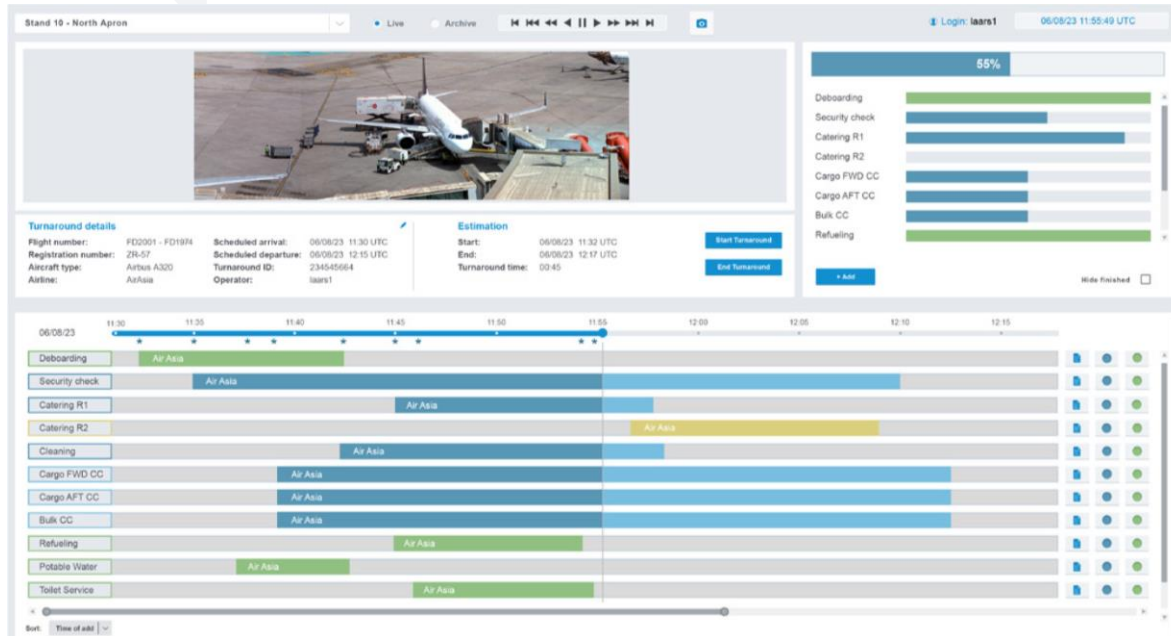 Stand 10 - North Apron
Live
Archive
Login: laars1
06/08/23 11:55:49 UTC
55%
Deboarding
Security check
Catering R1
Catering R2
Cargo FWD CC
Cargo AFT CC
Bulk CC
Refueling
+ Add
Hide finished
Turnaround details
Flight number: FD2001 - FD1974
Registration number: ZR-57
Aircraft type: Airbus A320
Airline: AirAsia
Scheduled arrival: 06/08/23 11:30 UTC
Scheduled departure: 06/08/23 12:15 UTC
Turnaround ID: 234545664
Operator: laars1
Estimation
Start: 06/08/23 11:32 UTC
End: 06/08/23 12:17 UTC
Turnaround time: 00:45
Start Turnaround
End Turnaround
06/08/23 11:30 11:35 11:40 11:45 11:50 11:55 12:00 12:05 12:10 12:15
Deboarding Air Asia
Security check Air Asia
Catering R1 Air Asia
Catering R2 Air Asia
Cleaning Air Asia
Cargo FWD CC Air Asia
Cargo AFT CC Air Asia
Bulk CC Air Asia
Refueling Air Asia
Potable Water Air Asia
Toilet Service Air Asia
Sort: Time of add